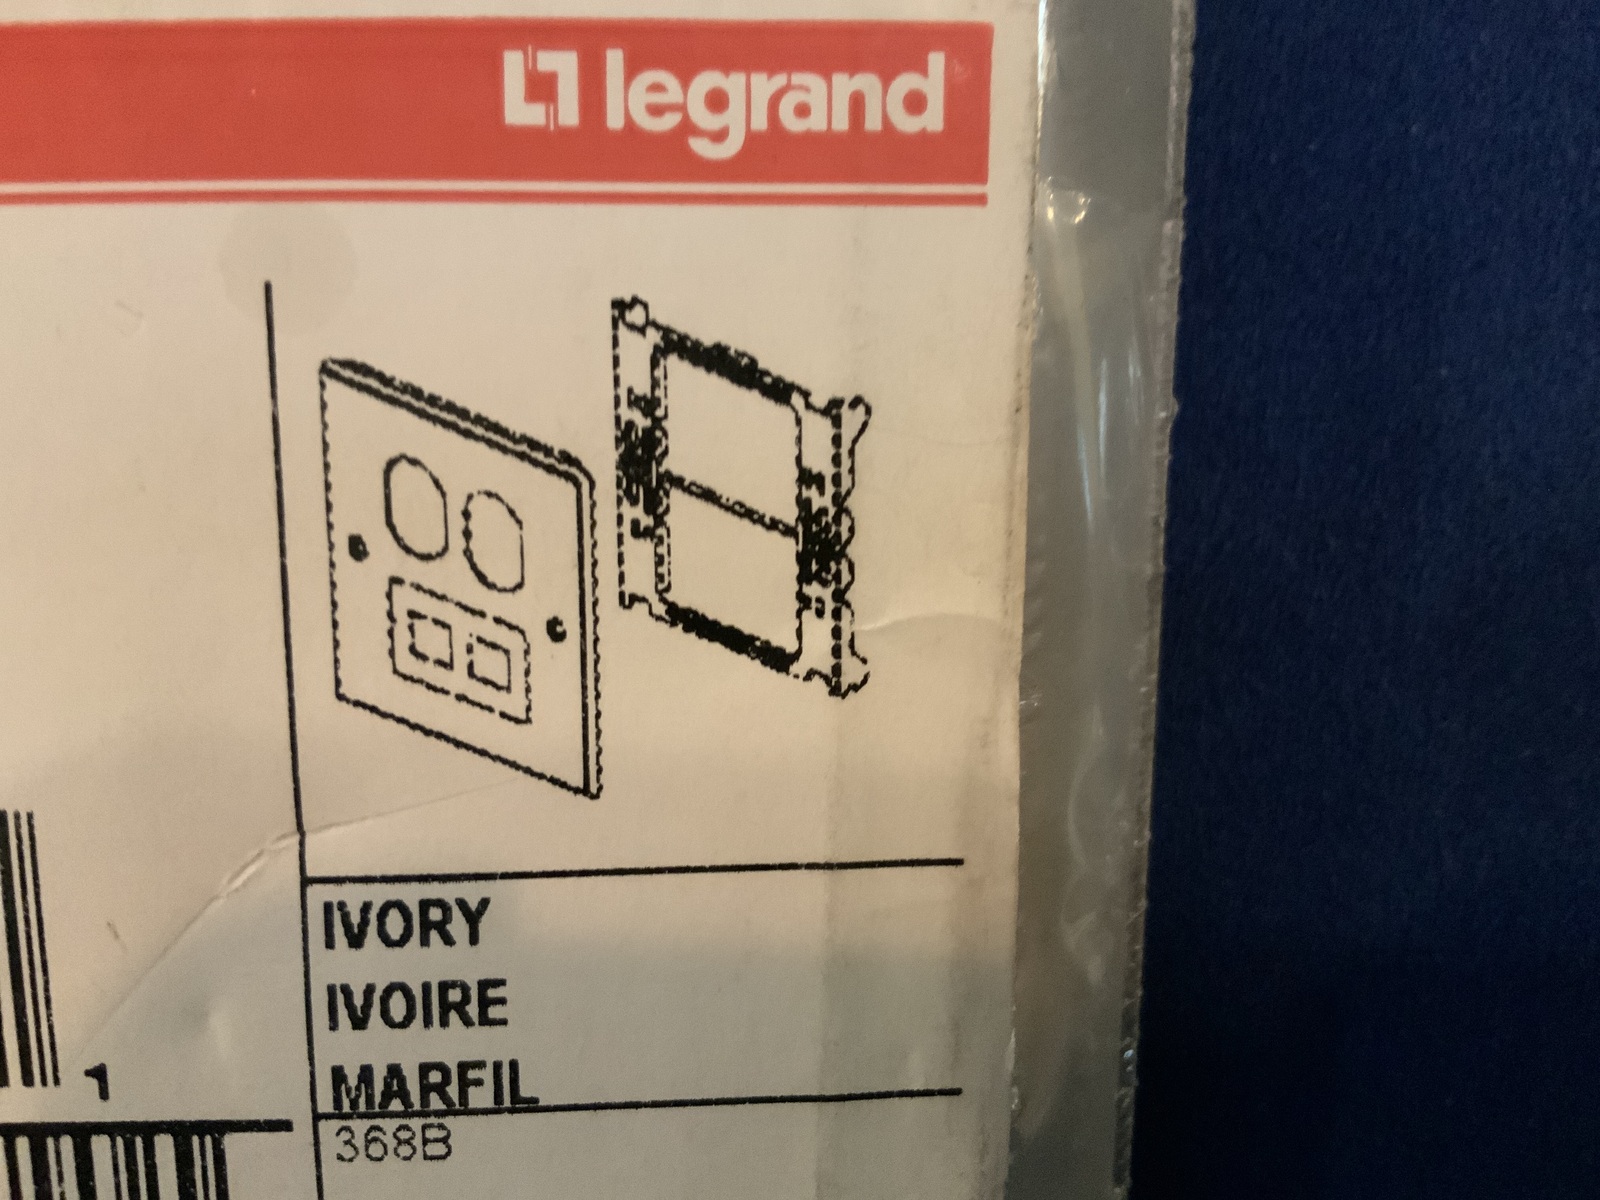 legrand
IVORY
IVOIRE
MARFIL
1
368B